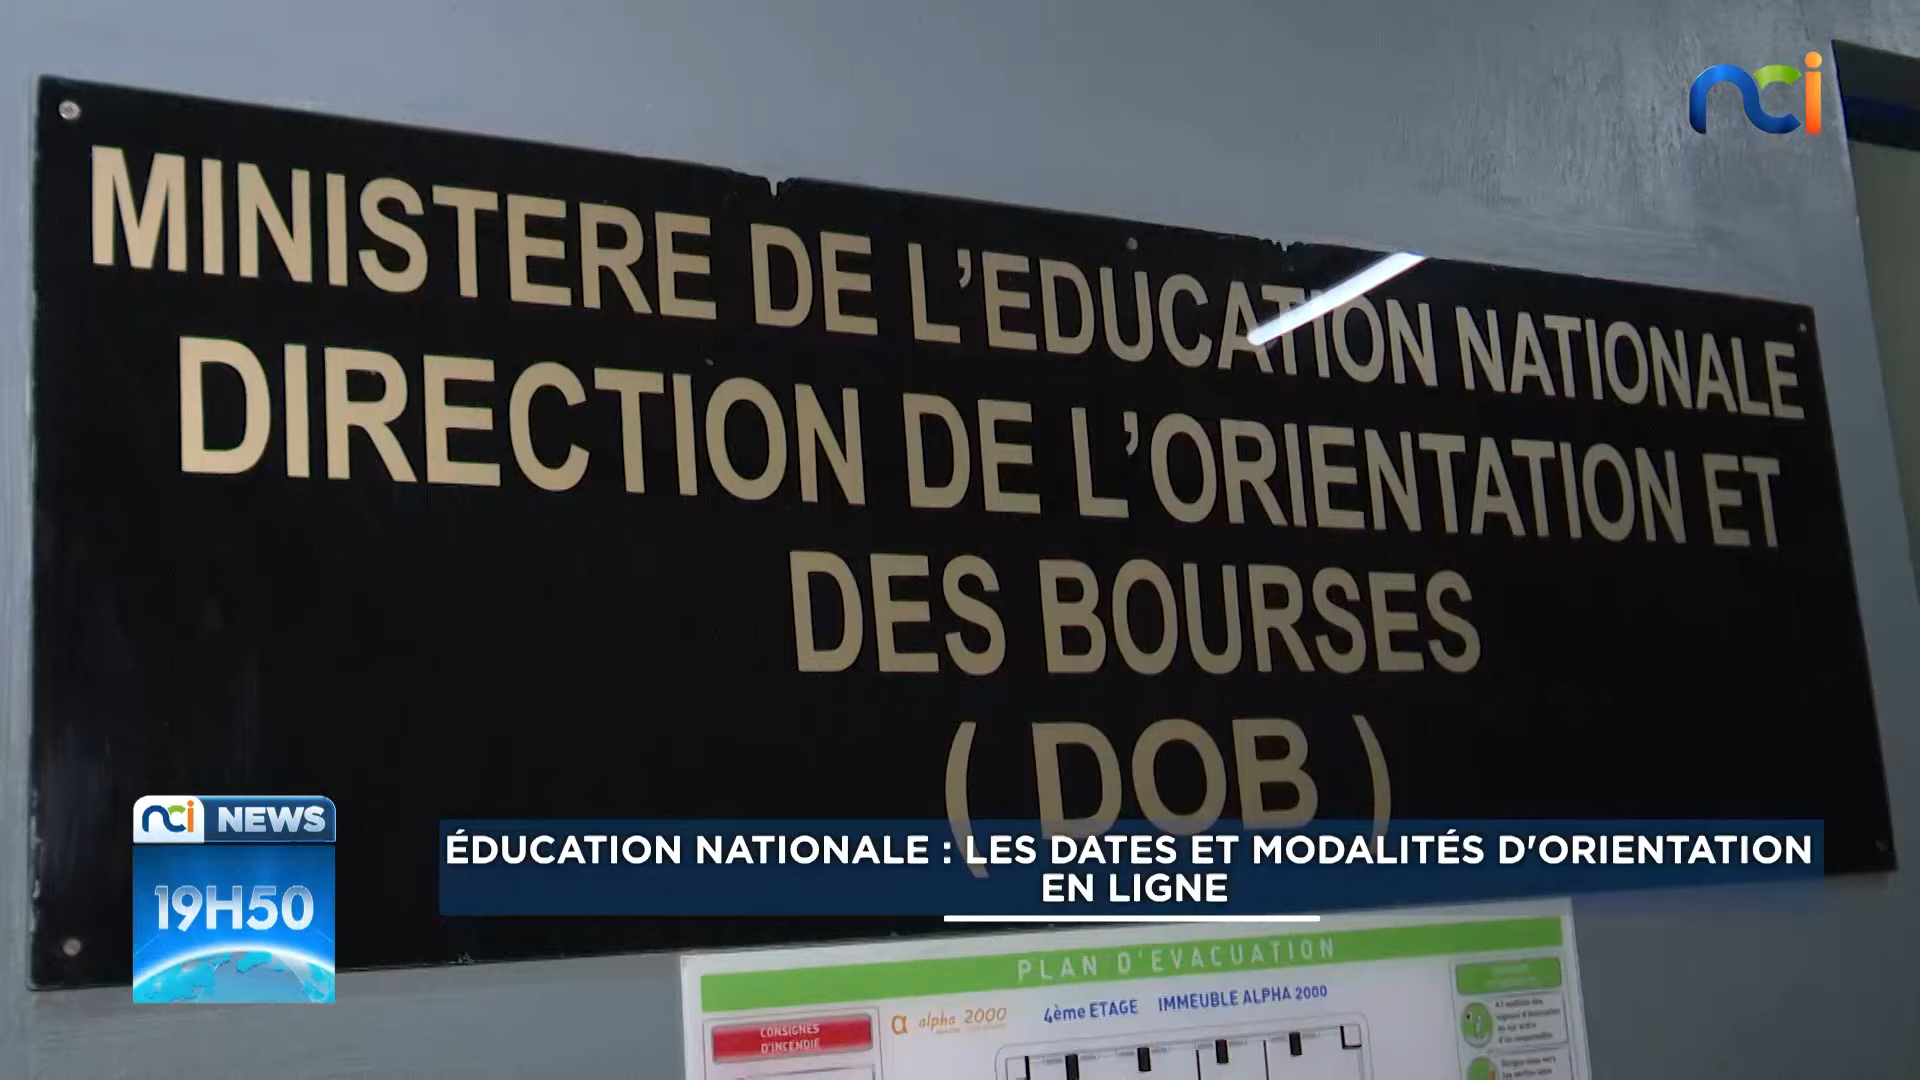 nci
MINISTERE DE L'EDUCATION NATIONALE
DIRECTION DE L'ORIENTATION ET
DES BOURSES
( DOB )
nci NEWS
19H50
ÉDUCATION NATIONALE : LES DATES ET MODALITÉS D'ORIENTATION
EN LIGNE
PLAN D'EVACUATION
alpha 2000
4ème ETAGE IMMEUBLE ALPHA 2000
CONSIGNES
D'INCENDIE